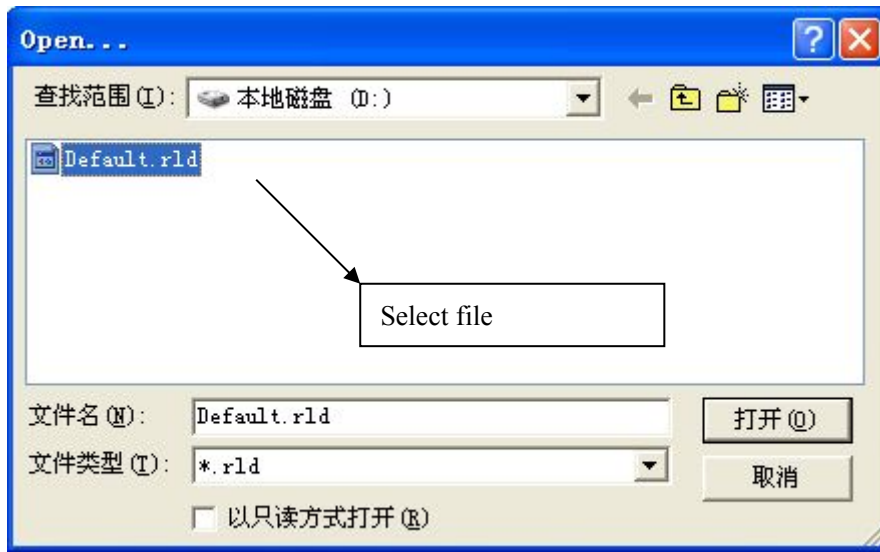 Open...
查找范围(I): 本地磁盘 (D:)
Default.rld
Select file
文件名(N): Default.rld 打开(O)
文件类型(T): *.rld 取消
以只读方式打开(R)